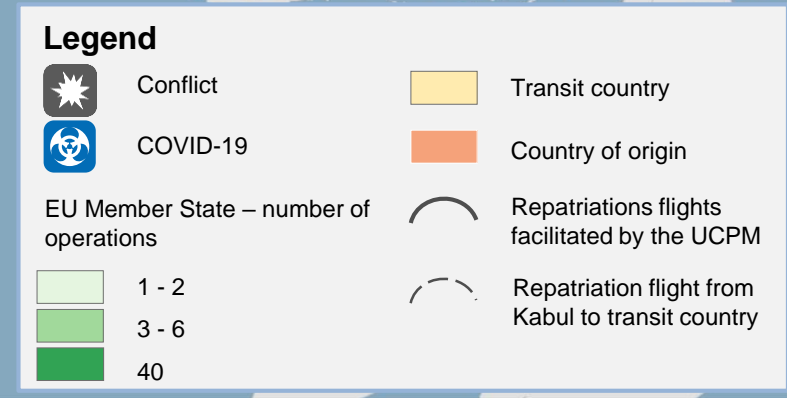 Legend
Conflict
COVID-19
EU Member State – number of
operations
1 - 2
3 - 6
40
Transit country
Country of origin
Repatriations flights
facilitated by the UCPM
Repatriation flight from
Kabul to transit country